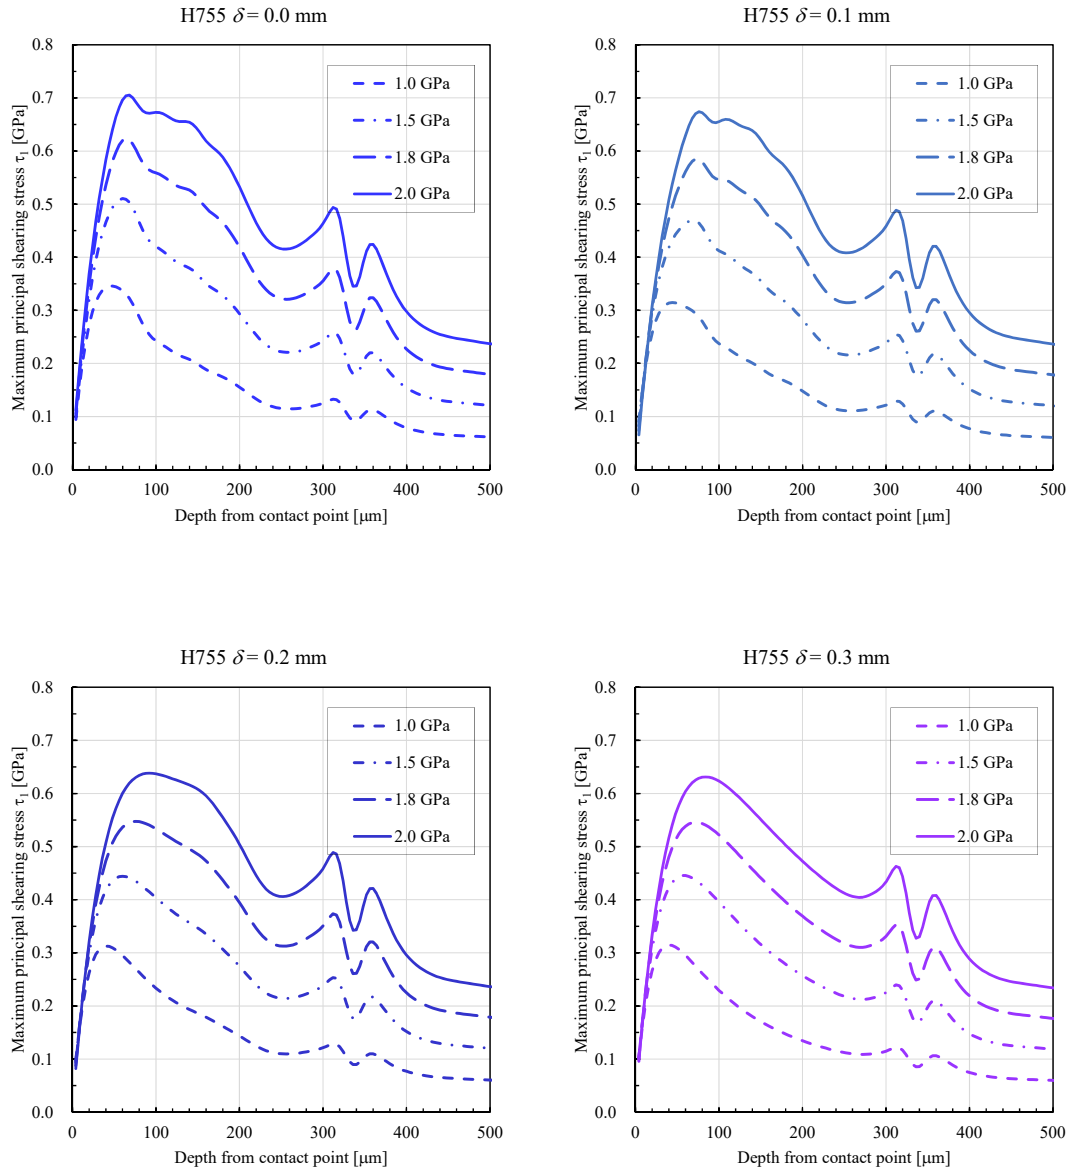 H755 δ = 0.0 mm
0.8
0.7
0.6
0.5
0.4
0.3
0.2
0.1
0.0
Maximum principal shearing stress τ1 [GPa]
1.0 GPa
1.5 GPa
1.8 GPa
2.0 GPa
0 100 200 300 400 500
Depth from contact point [μm]
H755 δ = 0.1 mm
0.8
0.7
0.6
0.5
0.4
0.3
0.2
0.1
0.0
Maximum principal shearing stress τ1 [GPa]
1.0 GPa
1.5 GPa
1.8 GPa
2.0 GPa
0 100 200 300 400 500
Depth from contact point [μm]
H755 δ = 0.2 mm
0.8
0.7
0.6
0.5
0.4
0.3
0.2
0.1
0.0
Maximum principal shearing stress τ1 [GPa]
1.0 GPa
1.5 GPa
1.8 GPa
2.0 GPa
0 100 200 300 400 500
Depth from contact point [μm]
H755 δ = 0.3 mm
0.8
0.7
0.6
0.5
0.4
0.3
0.2
0.1
0.0
Maximum principal shearing stress τ1 [GPa]
1.0 GPa
1.5 GPa
1.8 GPa
2.0 GPa
0 100 200 300 400 500
Depth from contact point [μm]